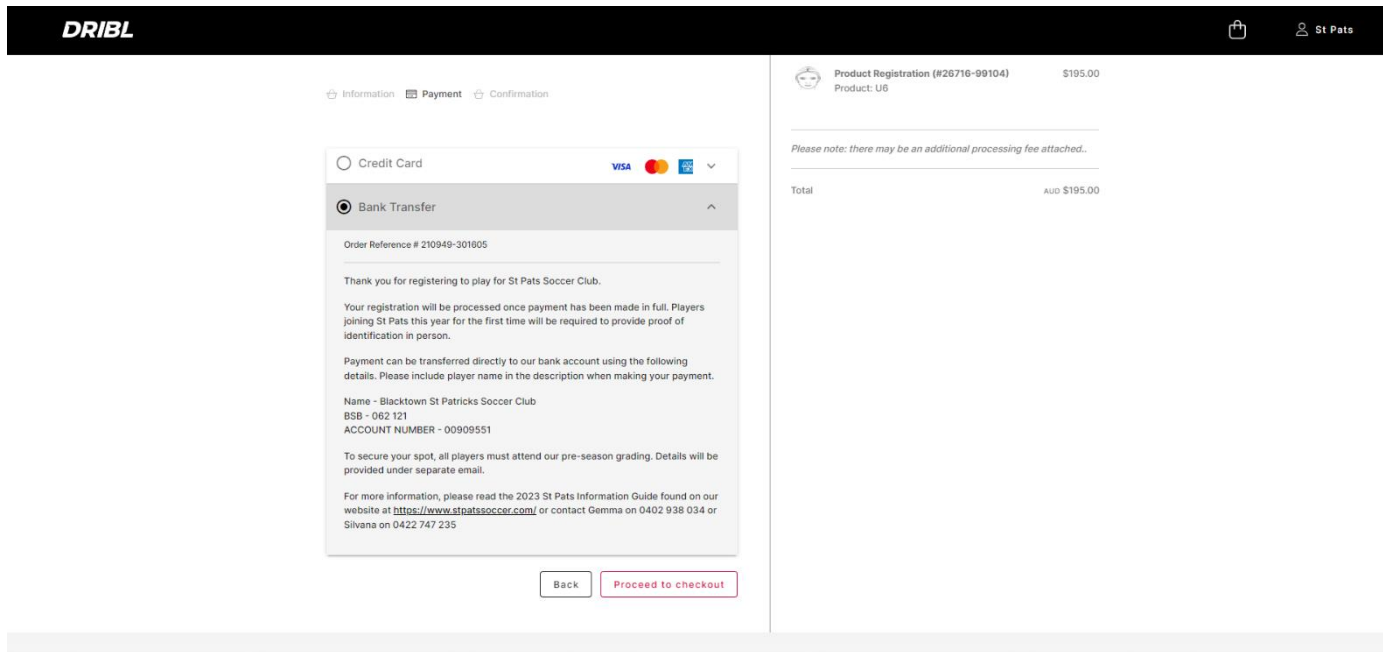 DRIBL
St Pats
Information Payment Confirmation
Credit Card VISA
Bank Transfer
Order Reference # 210949-301605
Thank you for registering to play for St Pats Soccer Club.
Your registration will be processed once payment has been made in full. Players
joining St Pats this year for the first time will be required to provide proof of
identification in person.
Payment can be transferred directly to our bank account using the following
details. Please include player name in the description when making your payment.
Name - Blacktown St Patricks Soccer Club
BSB - 062 121
ACCOUNT NUMBER - 00909551
To secure your spot, all players must attend our pre-season grading. Details will be
provided under separate email.
For more information, please read the 2023 St Pats Information Guide found on our
website at https://www.stpatssoccer.com/ or contact Gemma on 0402 938 034 or
Silvana on 0422 747 235
Back Proceed to checkout
Product Registration (#26716-99104) $195.00
Product: U6
Please note: there may be an additional processing fee attached..
Total AUD $195.00